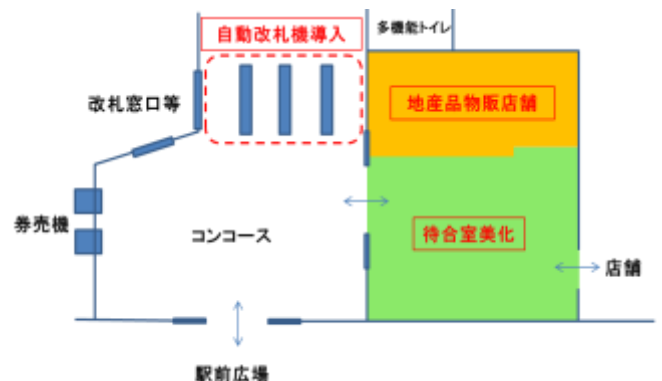 自動改札機導入
多機能トイレ
改札窓口等
地産品物販店舗
券売機
コンコース
待合室美化
店舗
駅前広場